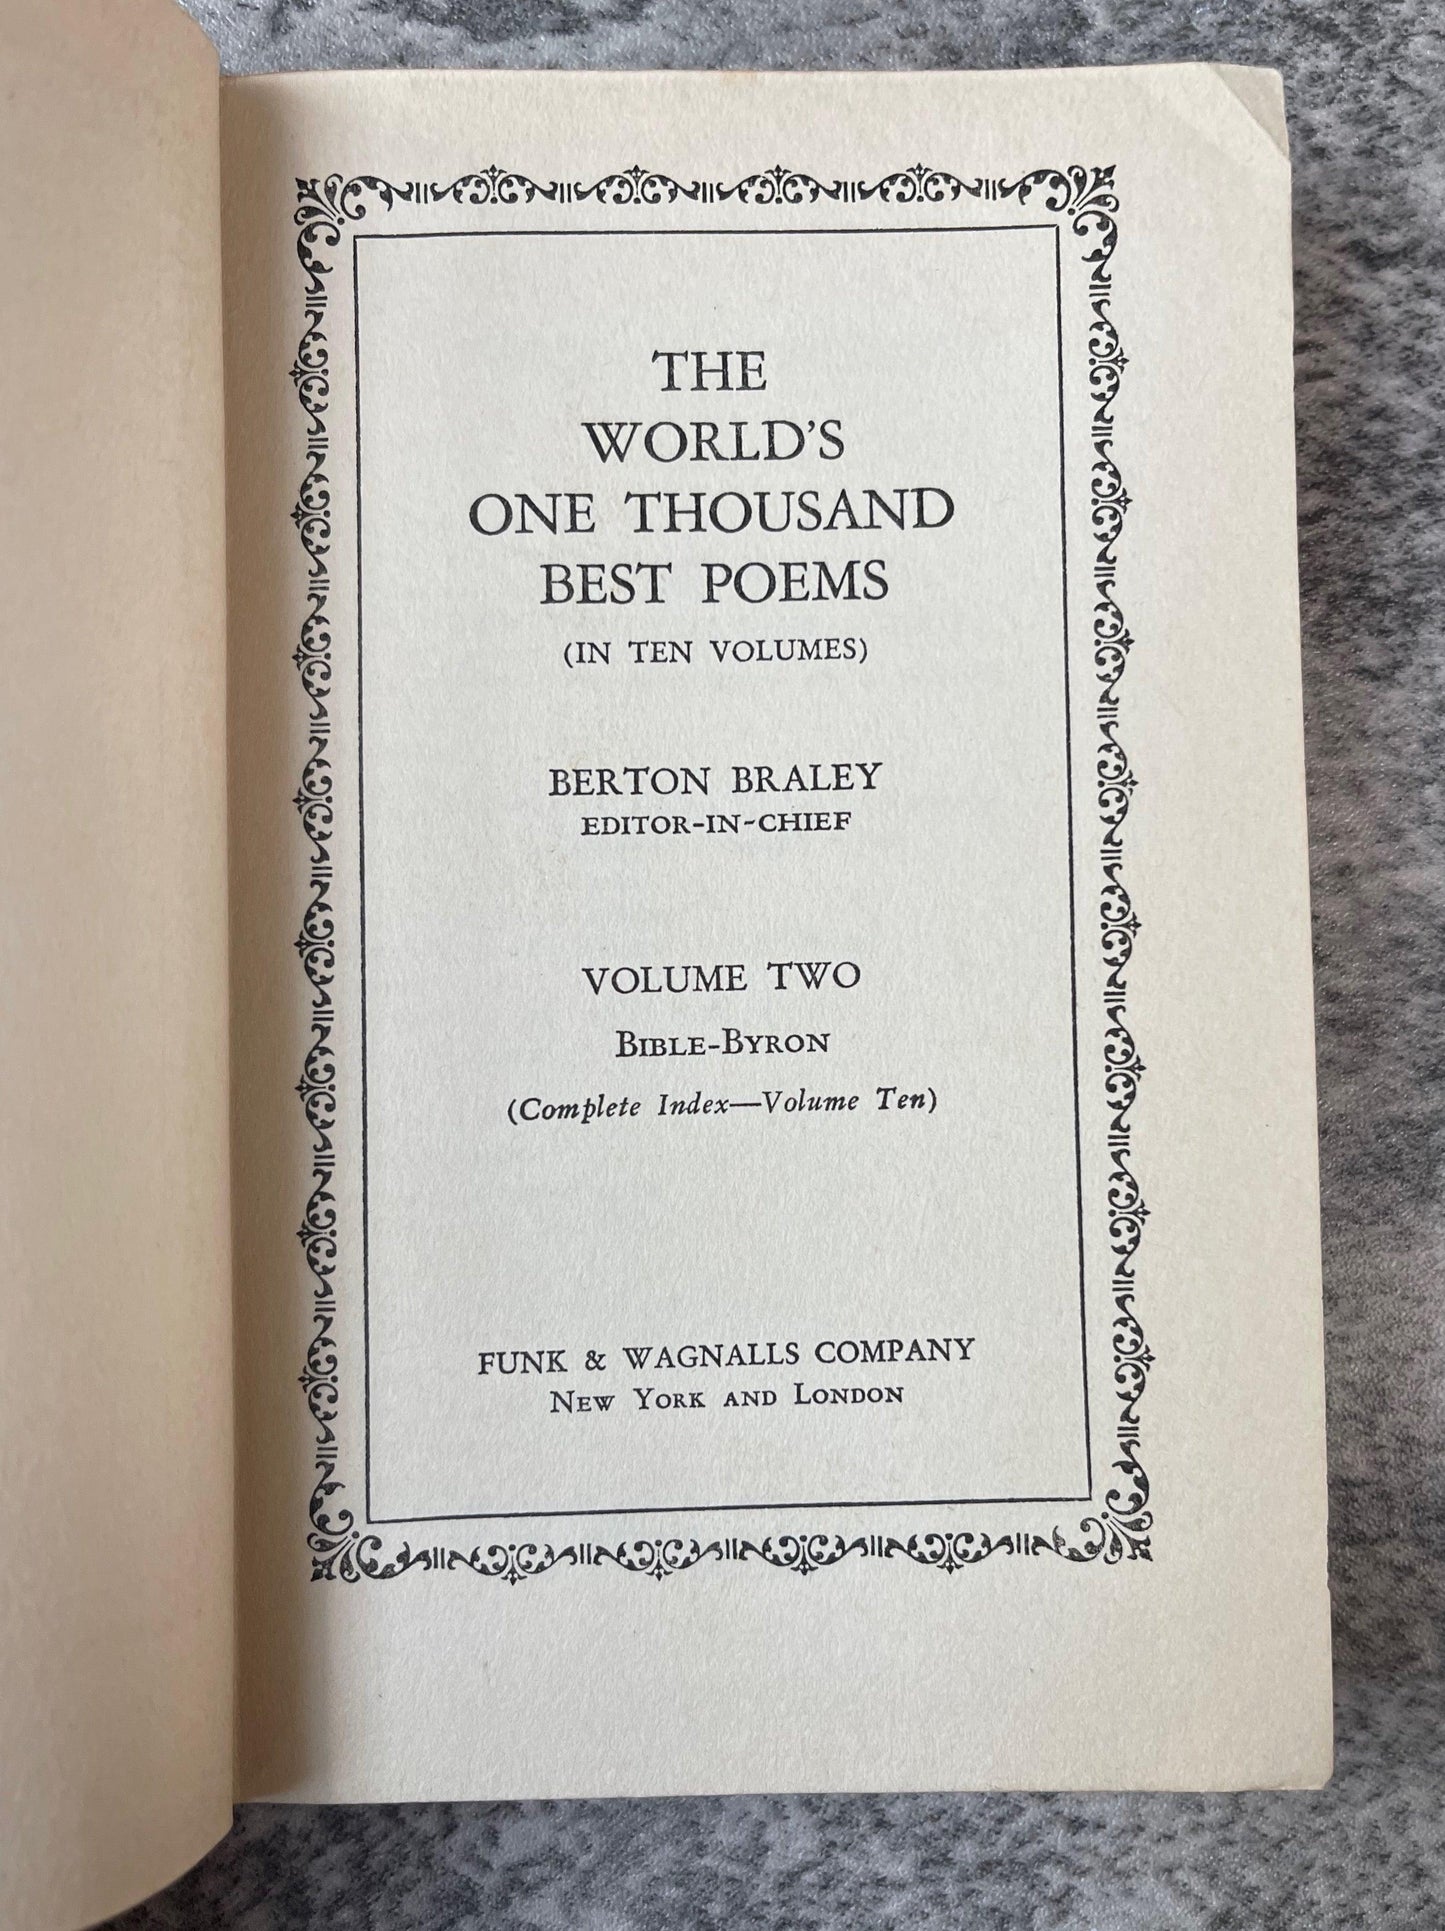 THE
WORLD'S
ONE THOUSAND
BEST POEMS
(IN TEN VOLUMES)
BERTON BRALEY
EDITOR-IN-CHIEF
VOLUME TWO
BIBLE-BYRON
(Complete Index—Volume Ten)
FUNK & WAGNALLS COMPANY
NEW YORK AND LONDON